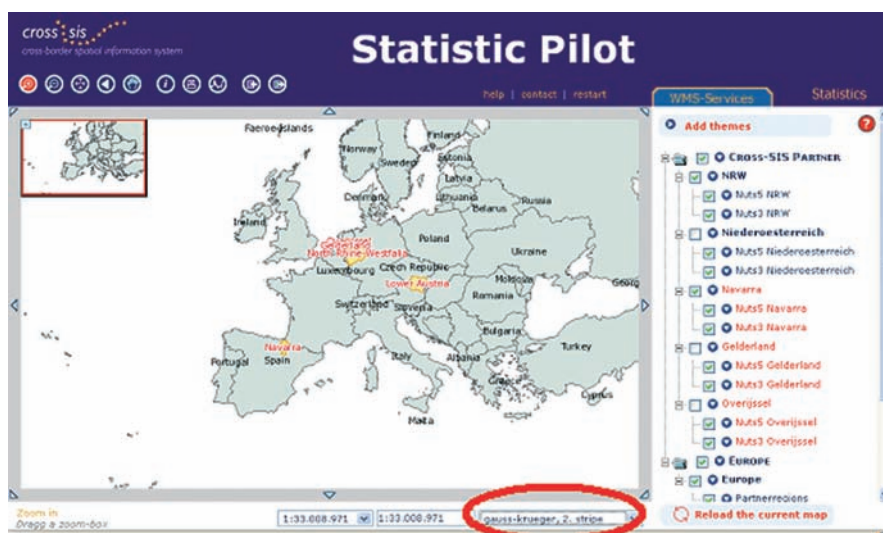 cross sis
cross-border spatial information system
Statistic Pilot
help | contact | restart
WMS-Services
Statistics
Add themes
CROSS-SIS PARTNER
NRW
Nuts5 NRW
Nuts3 NRW
Niederoesterreich
Nuts5 Niederoesterreich
Nuts3 Niederoesterreich
Navarra
Nuts5 Navarra
Nuts3 Navarra
Gelderland
Nuts5 Gelderland
Nuts3 Gelderland
Overijssel
Nuts5 Overijssel
Nuts3 Overijssel
EUROPE
Europe
Partnerregions
Reload the current map
Faeroe Islands
Finland
Norway
Sweden
Estonia
Latvia
Denmark
Lithuania
Russia
Belarus
Ireland
Gelderland
Poland
North Rhine-Westfalia
Ukraine
Luxembourg
Czech Republic
Lower Austria
Moldova
Switzerland
Slovenia
Romania
Georg
Navarra
Bulgaria
Portugal
Spain
Italy
Albania
Turkey
Greece
Cyprus
Malta
Zoom in
Dragg a zoom-box
1:33.008.971
1:33.008.971
gauss-krueger, 2. stripe